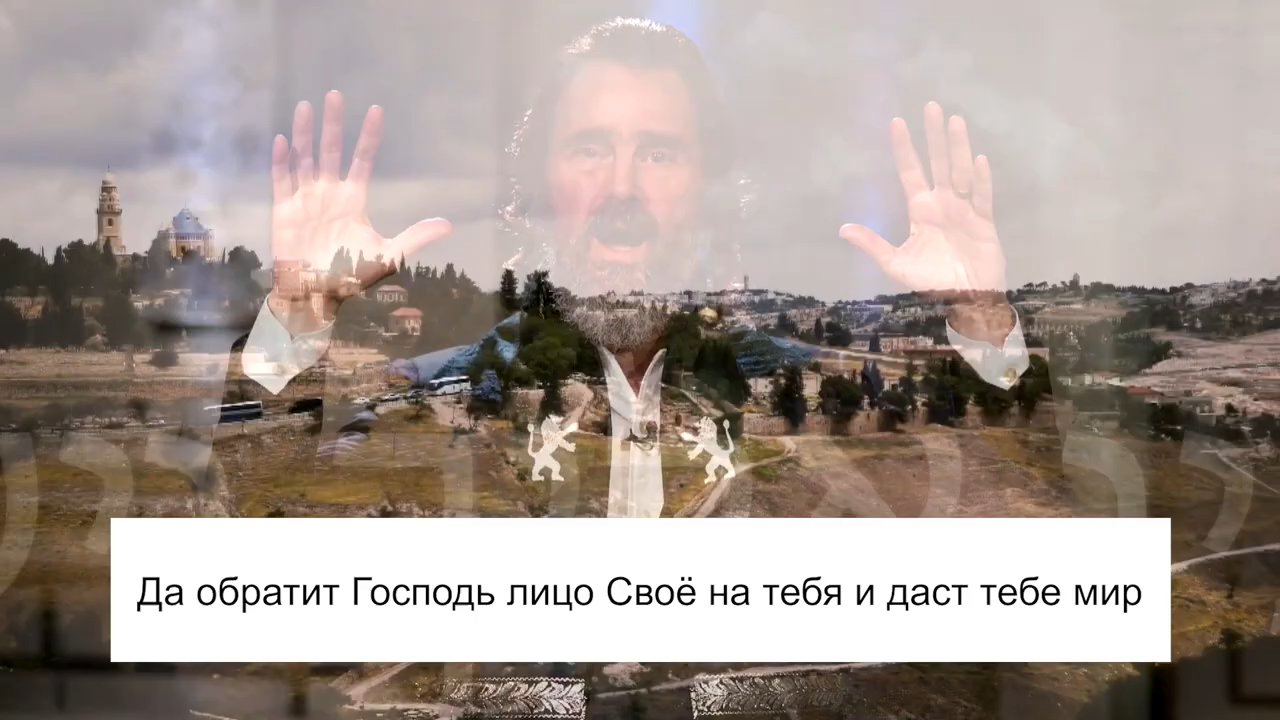 Да обратит Господь лицо Своё на тебя и даст тебе мир